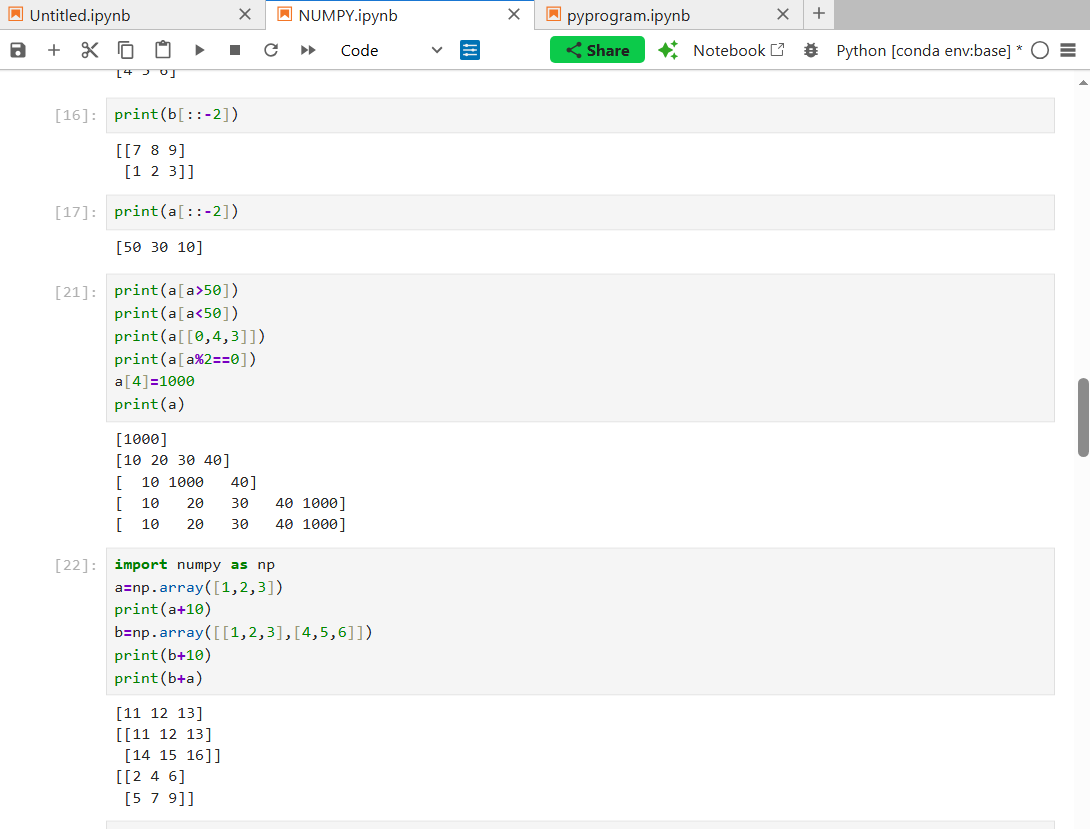 Untitled.ipynb NUMPY.ipynb pyprogram.ipynb
Code Share Notebook Python [conda env:base] *
[4 5 6]
[16]: print(b[::-2])
[[7 8 9]
[1 2 3]]
[17]: print(a[::-2])
[50 30 10]
[21]: print(a[a>50])
print(a[a<50])
print(a[[0,4,3]])
print(a[a%2==0])
a[4]=1000
print(a)
[1000]
[10 20 30 40]
[  10 1000   40]
[  10   20   30   40 1000]
[  10   20   30   40 1000]
[22]: import numpy as np
a=np.array([1,2,3])
print(a+10)
b=np.array([[1,2,3],[4,5,6]])
print(b+10)
print(b+a)
[11 12 13]
[[11 12 13]
[14 15 16]]
[[2 4 6]
[5 7 9]]